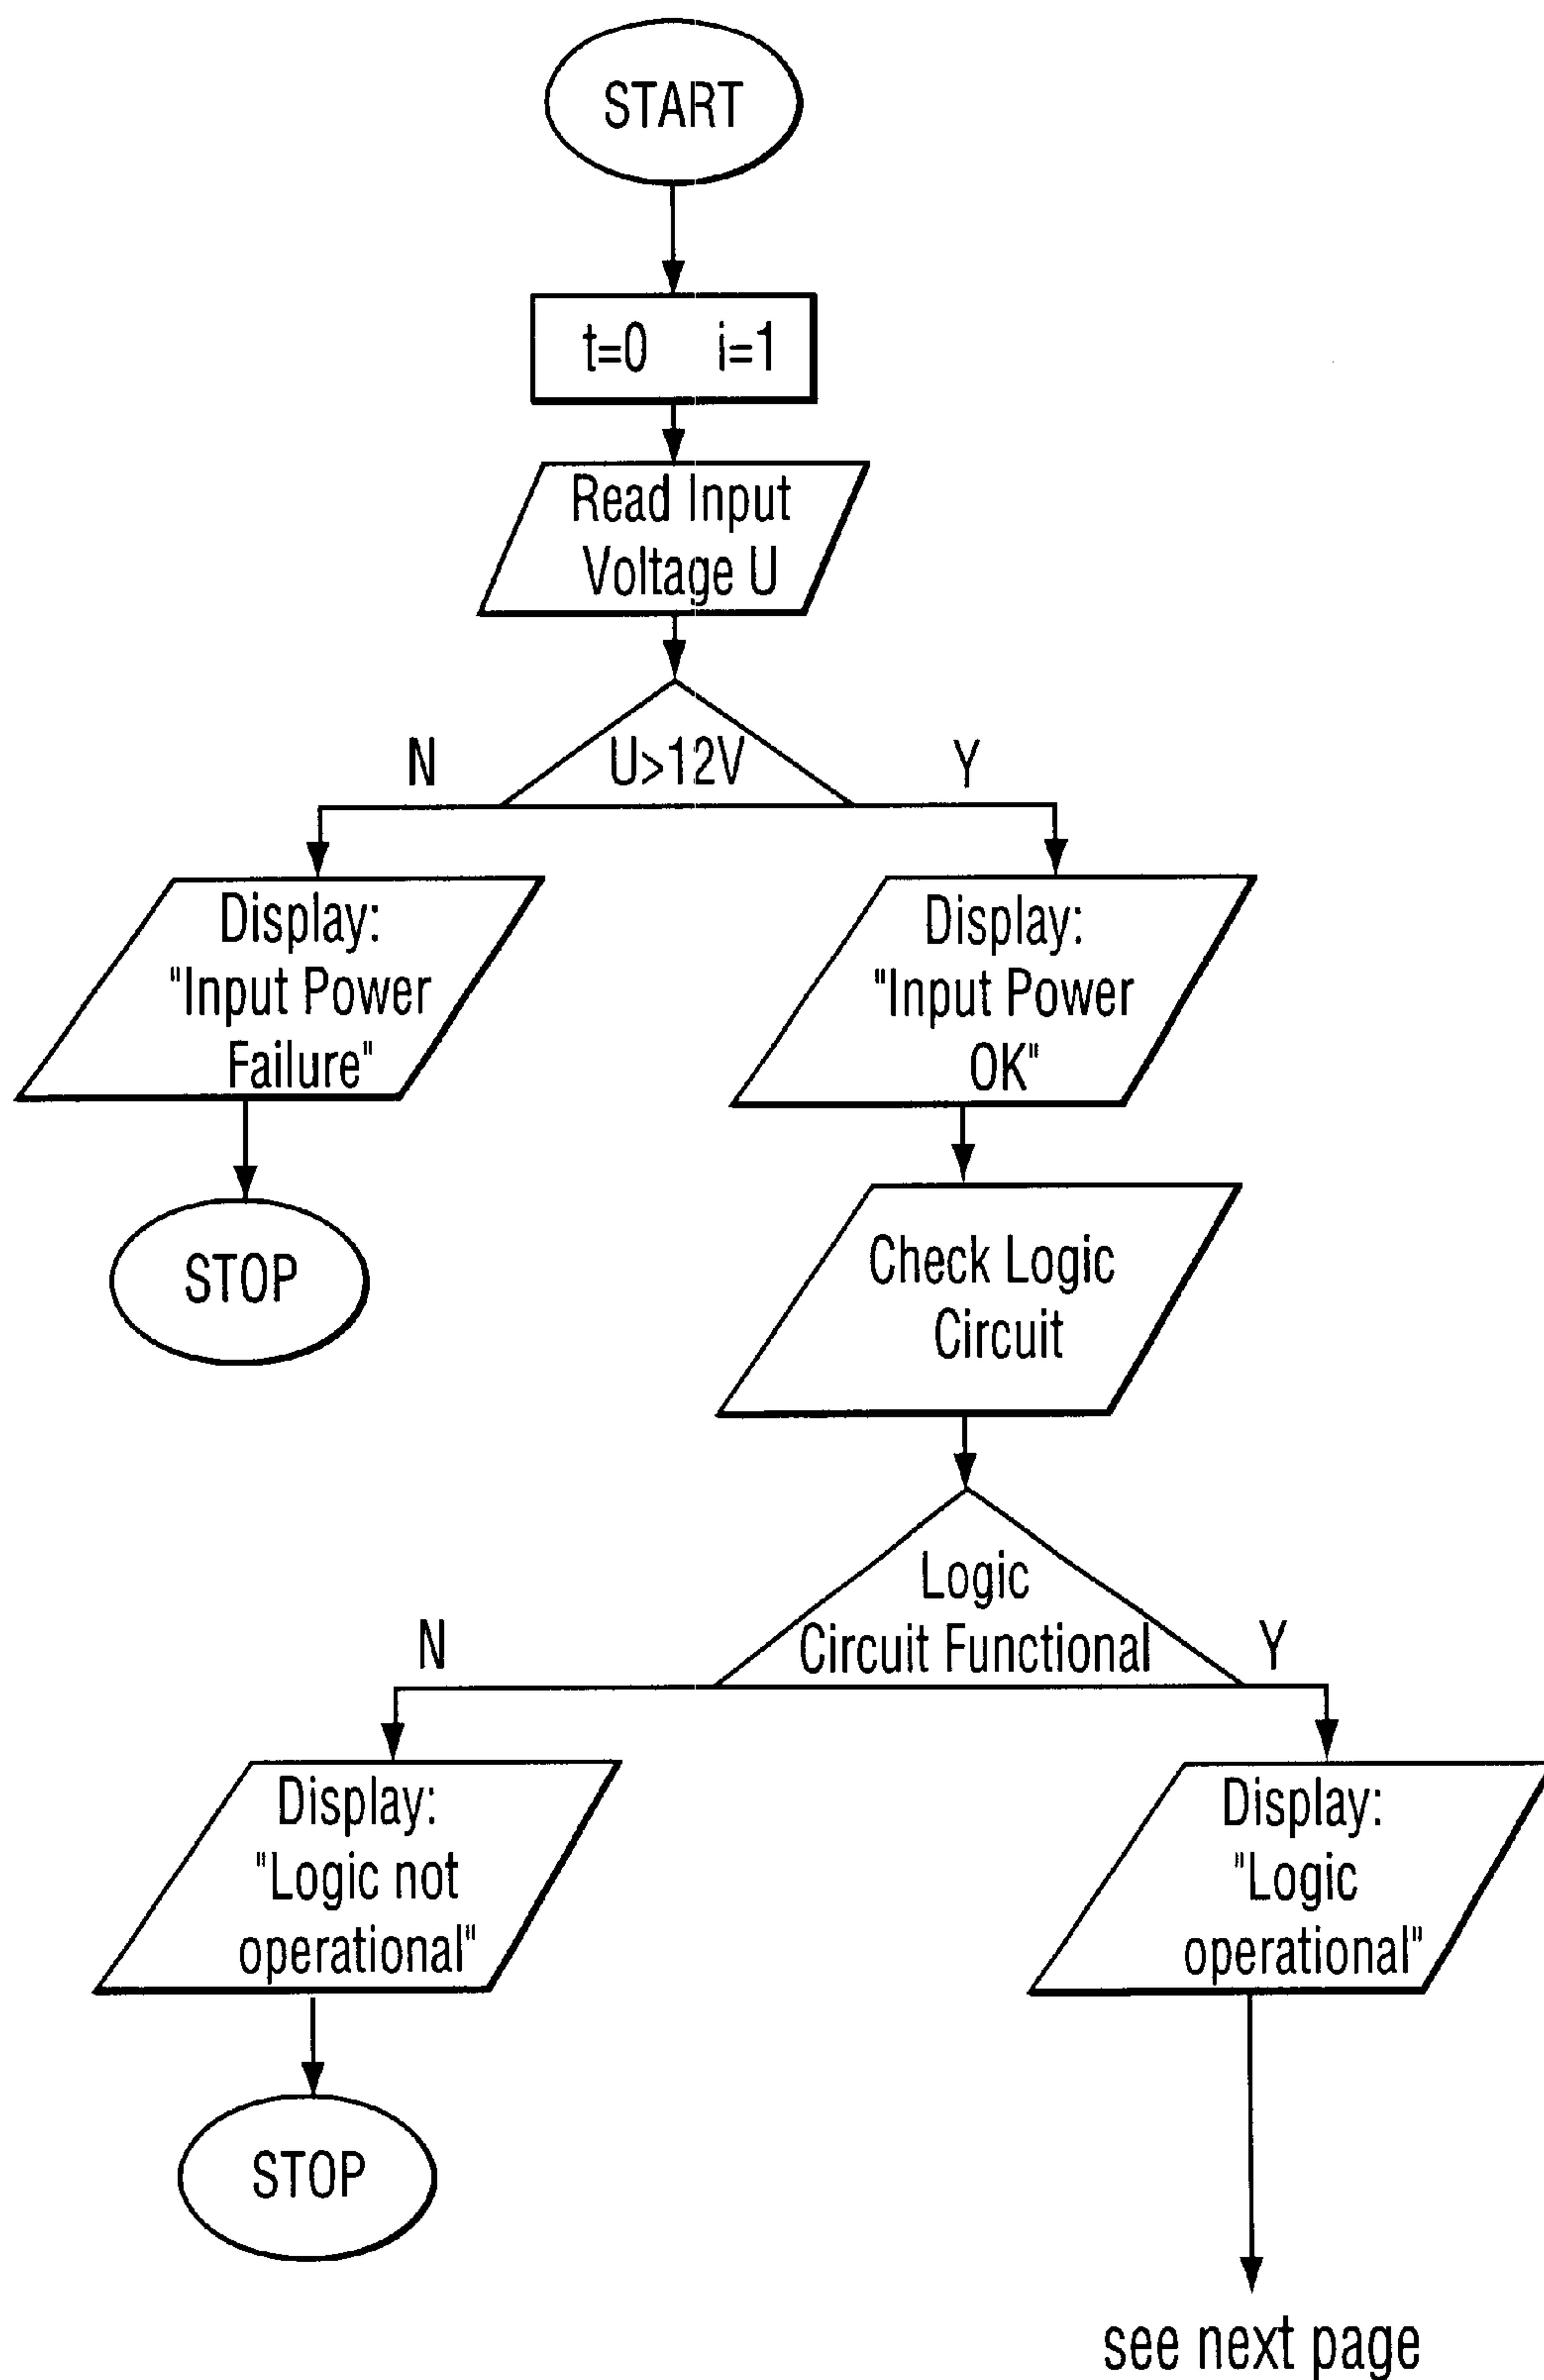 START
t=0 i=1
Read Input
Voltage U
N U>12V Y
Display:
"Input Power
Failure"
Display:
"Input Power
OK"
STOP
Check Logic
Circuit
Logic
N Circuit Functional Y
Display:
"Logic not
operational"
Display:
"Logic
operational"
STOP
see next page